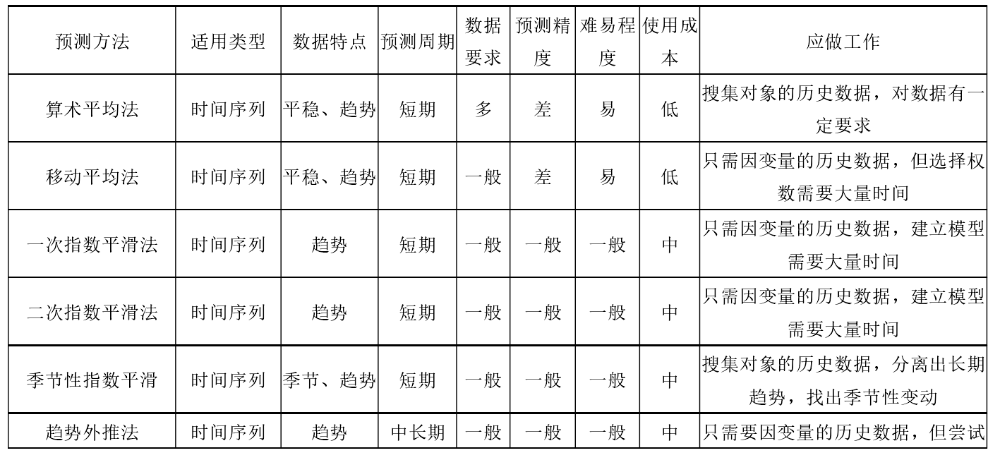 预测方法 适用类型 数据特点 预测周期 数据要求 预测精度 难易程度 使用成本 应做工作
算术平均法 时间序列 平稳、趋势 短期 多 差 易 低 搜集对象的历史数据，对数据有一定要求
移动平均法 时间序列 平稳、趋势 短期 一般 差 易 低 只需因变量的历史数据，但选择权数需要大量时间
一次指数平滑法 时间序列 趋势 短期 一般 一般 一般 中 只需因变量的历史数据，建立模型需要大量时间
二次指数平滑法 时间序列 趋势 短期 一般 一般 一般 中 只需因变量的历史数据，建立模型需要大量时间
季节性指数平滑 时间序列 季节、趋势 短期 一般 一般 一般 中 搜集对象的历史数据，分离出长期趋势，找出季节性变动
趋势外推法 时间序列 趋势 中长期 一般 一般 一般 中 只需要因变量的历史数据，但尝试